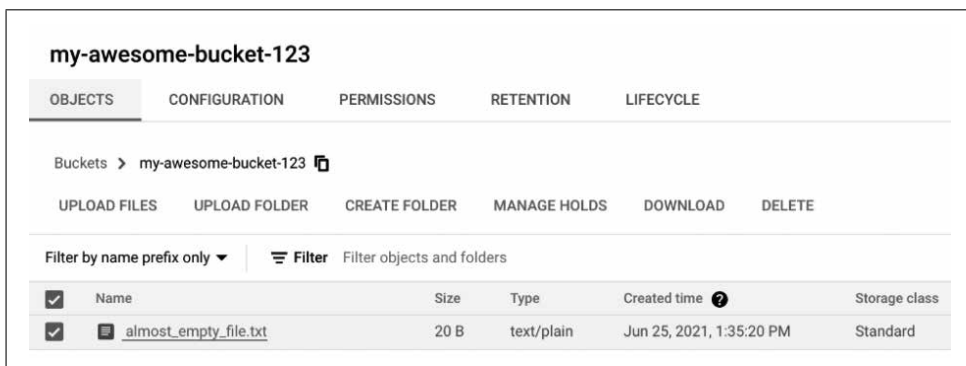 my-awesome-bucket-123
OBJECTS CONFIGURATION PERMISSIONS RETENTION LIFECYCLE
Buckets > my-awesome-bucket-123
UPLOAD FILES UPLOAD FOLDER CREATE FOLDER MANAGE HOLDS DOWNLOAD DELETE
Filter by name prefix only Filter Filter objects and folders
Name Size Type Created time ? Storage class
almost_empty_file.txt 20 B text/plain Jun 25, 2021, 1:35:20 PM Standard